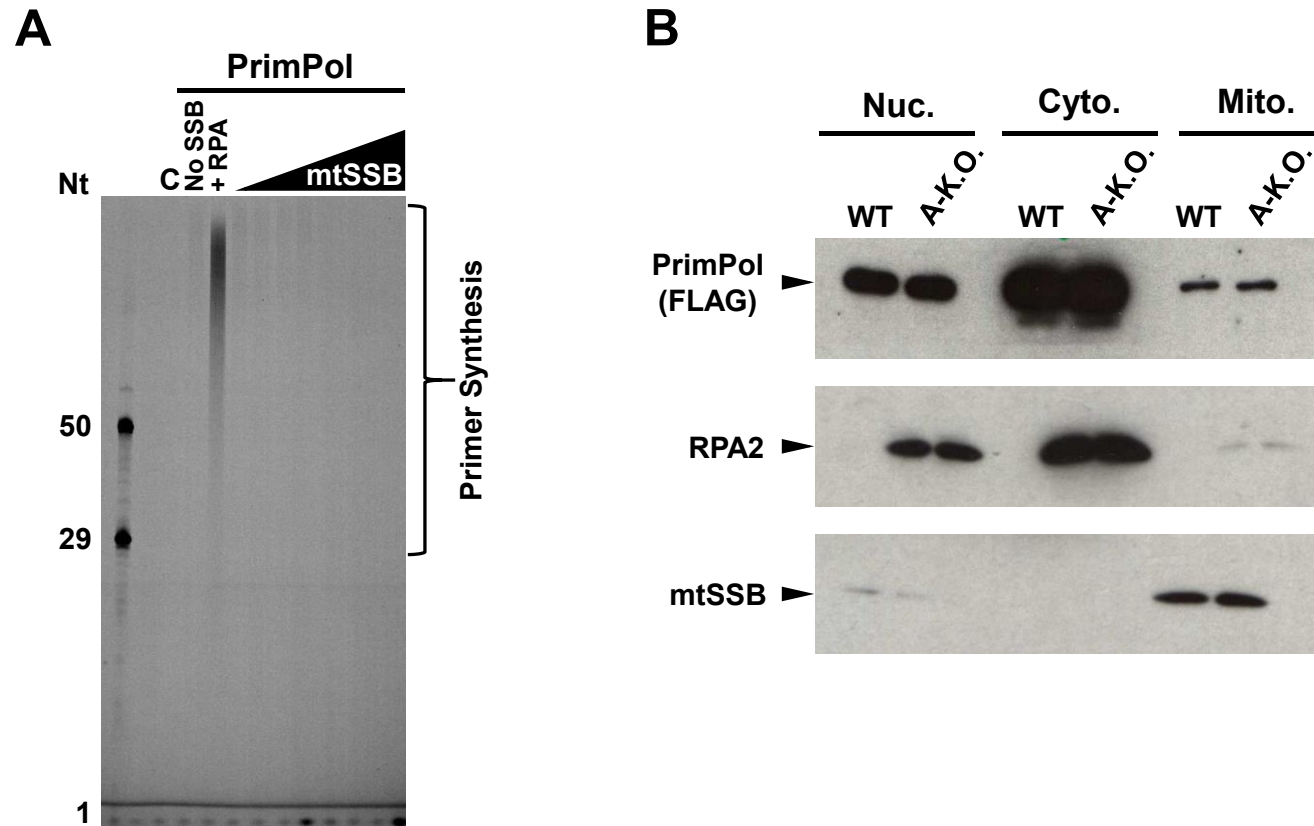 A
PrimPol
Nt
C
No SSB
+ RPA
mtSSB
50
29
1
Primer Synthesis
B
Nuc.
Cyto.
Mito.
WT
A-K.O.
WT
A-K.O.
WT
A-K.O.
PrimPol
(FLAG)
RPA2
mtSSB